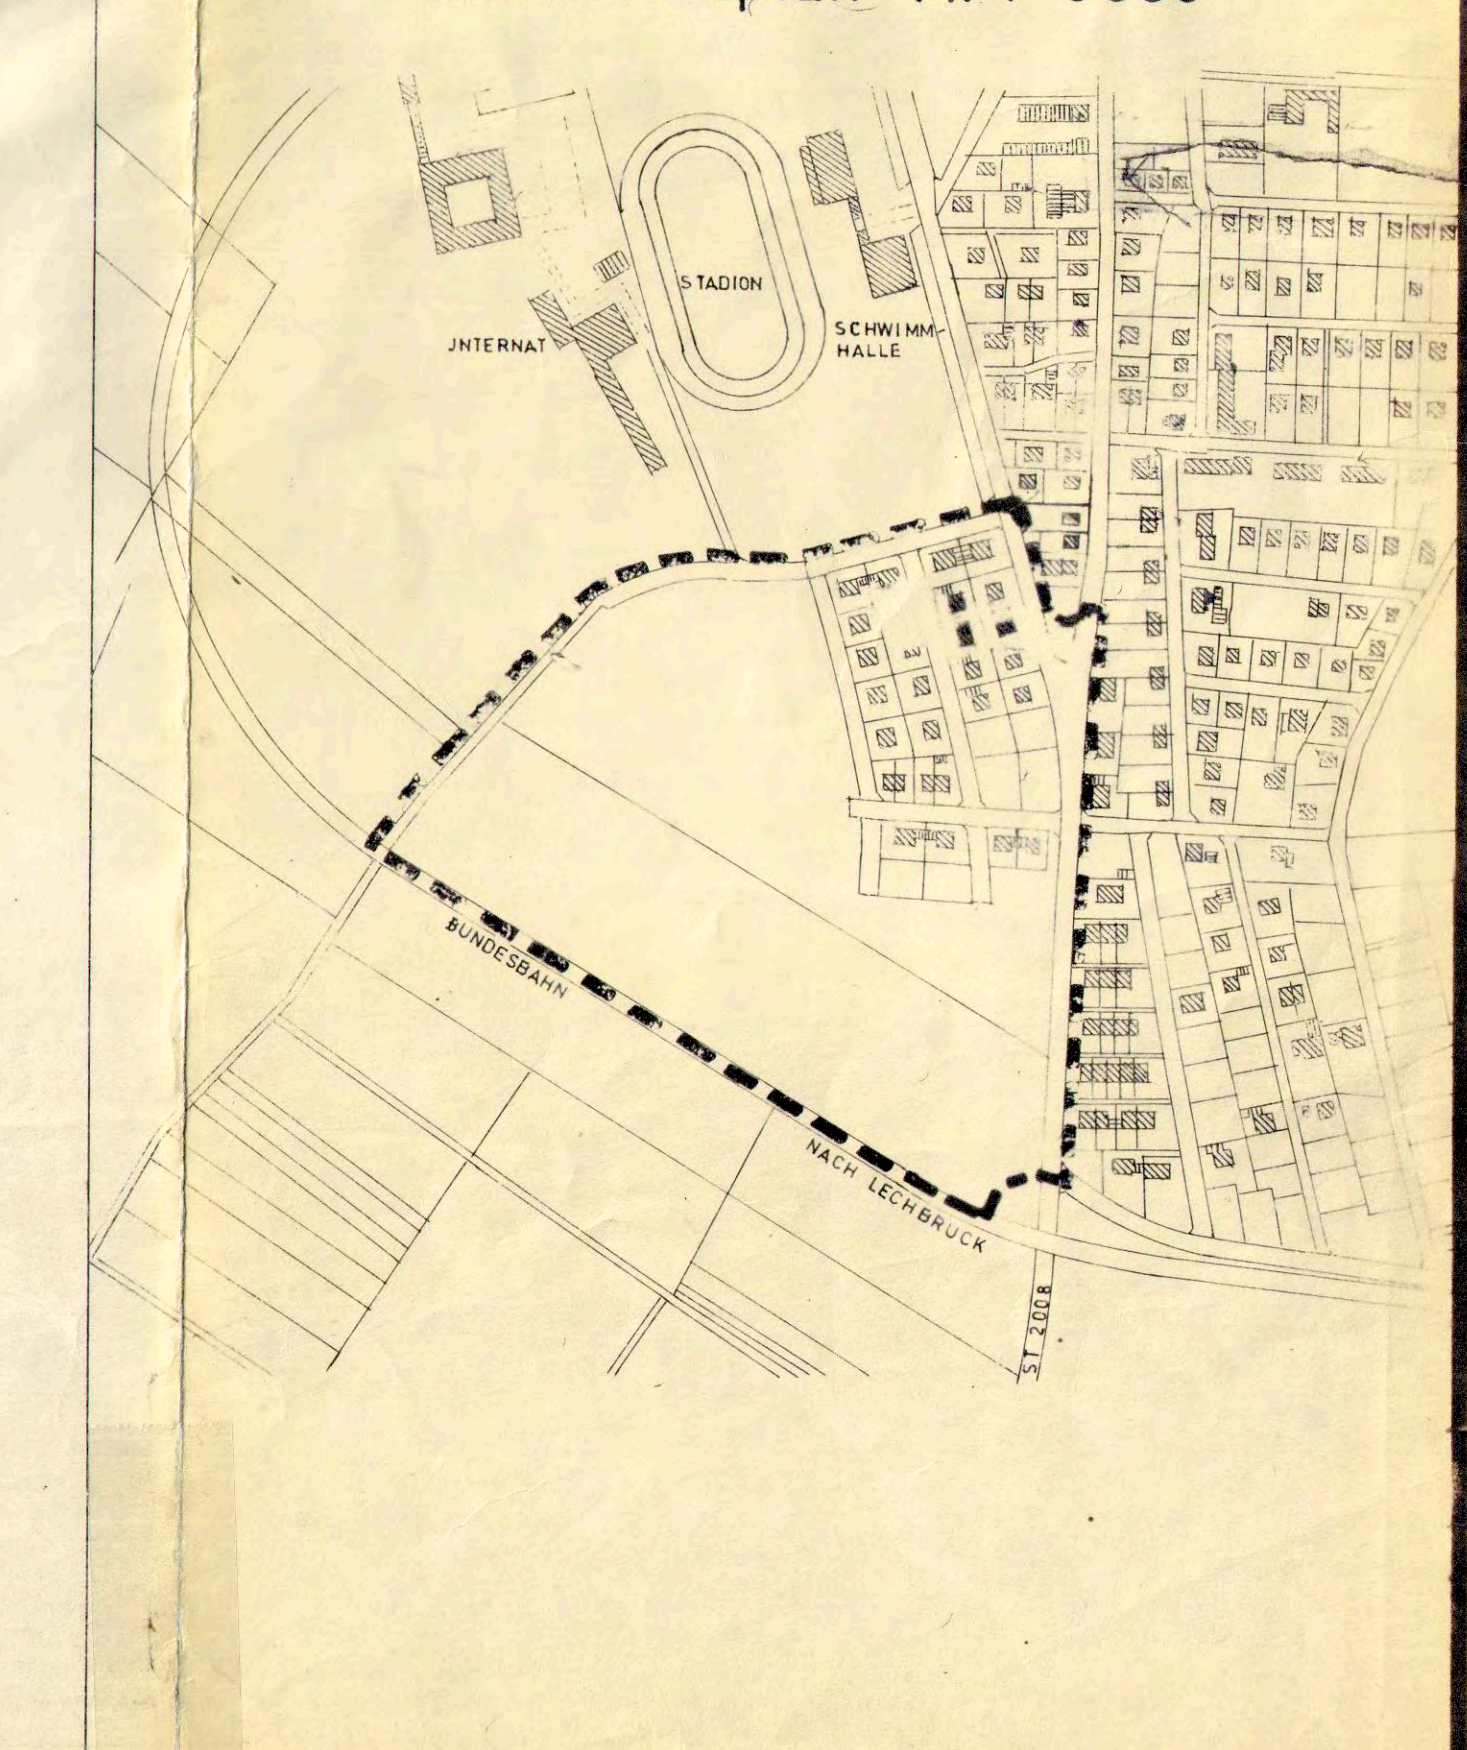 STADION
JNTERNAT
SCHWIMM-
HALLE
BUNDESBAHN
NACH LECHBRUCK
ST 2008